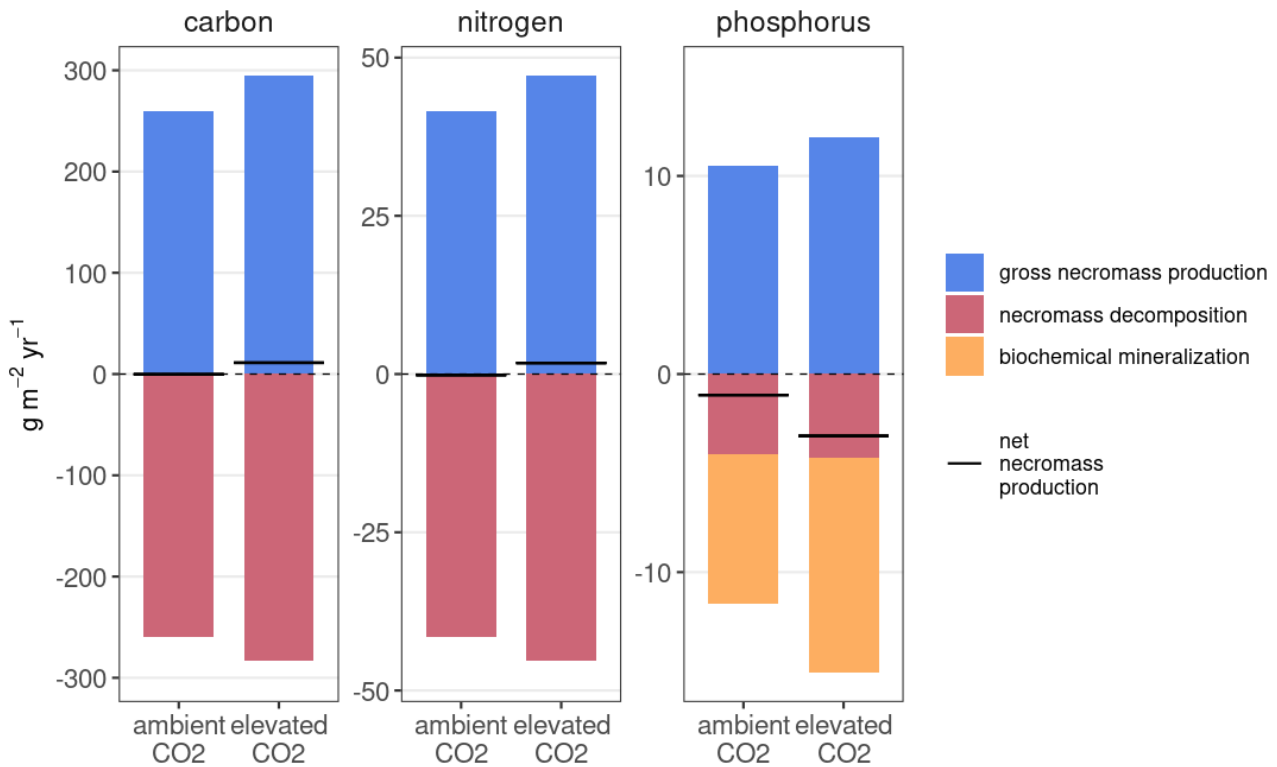 carbon
nitrogen
phosphorus
g m⁻² yr⁻¹
300
200
100
0
-100
-200
-300
50
25
0
-25
-50
10
0
-10
ambient
CO2
elevated
CO2
ambient
CO2
elevated
CO2
ambient
CO2
elevated
CO2
gross necromass production
necromass decomposition
biochemical mineralization
net
necromass
production